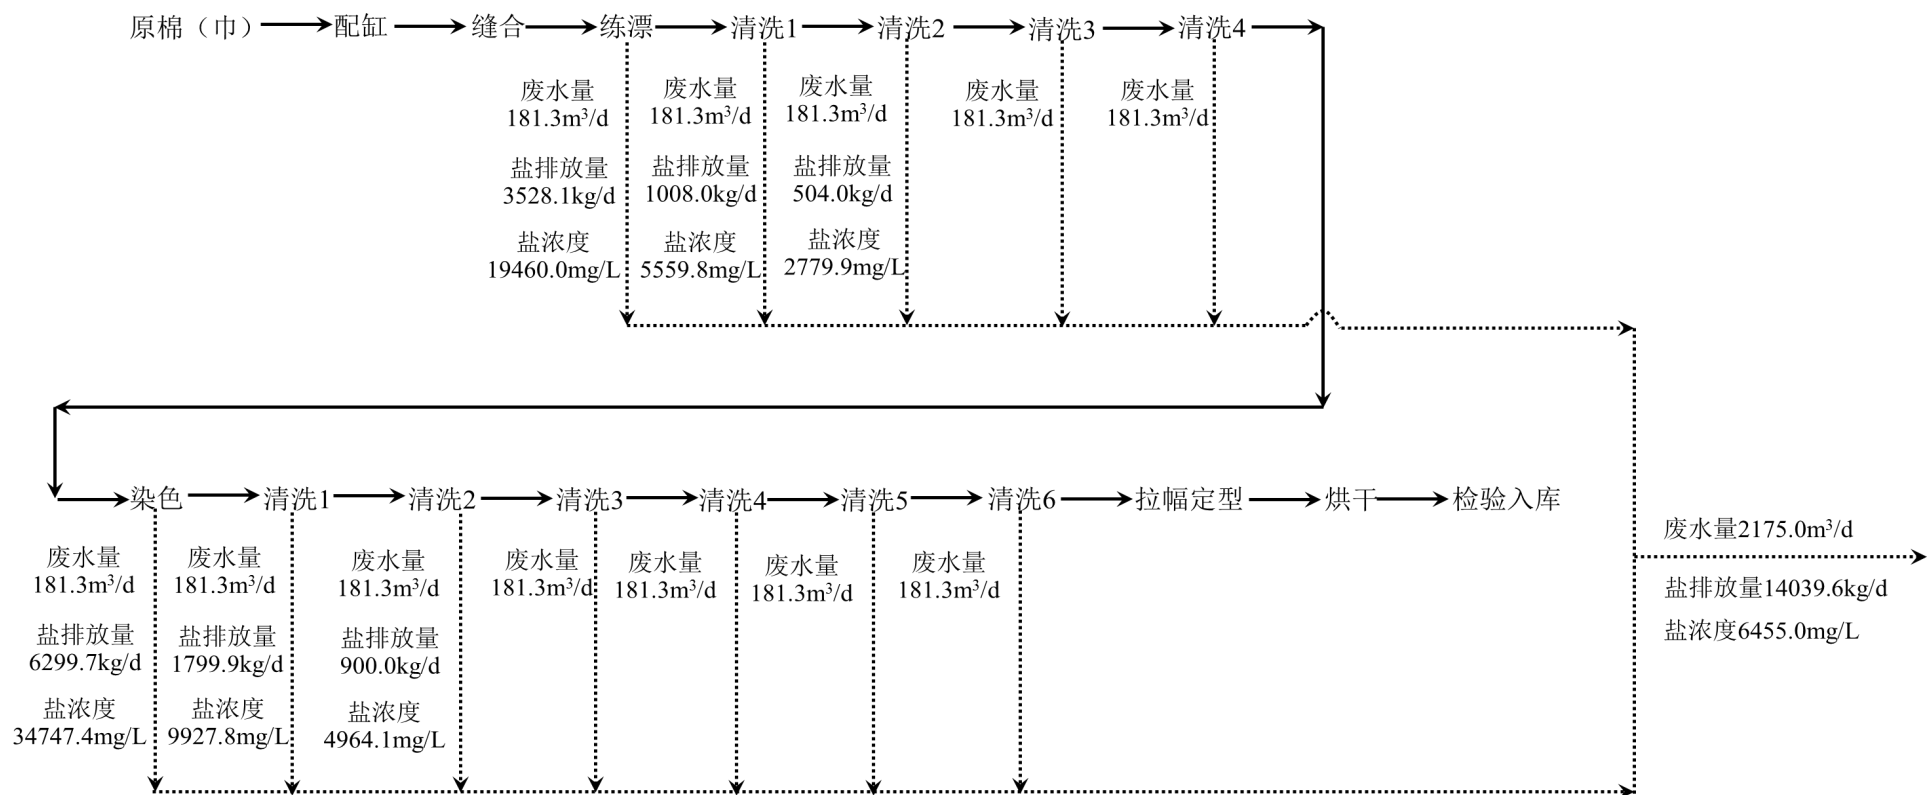 原棉（巾） 配缸 缝合 练漂 清洗1 清洗2 清洗3 清洗4
废水量
181.3m³/d
盐排放量
3528.1kg/d
盐浓度
19460.0mg/L
废水量
181.3m³/d
盐排放量
1008.0kg/d
盐浓度
5559.8mg/L
废水量
181.3m³/d
盐排放量
504.0kg/d
盐浓度
2779.9mg/L
废水量
181.3m³/d
废水量
181.3m³/d
染色 清洗1 清洗2 清洗3 清洗4 清洗5 清洗6 拉幅定型 烘干 检验入库
废水量
181.3m³/d
盐排放量
6299.7kg/d
盐浓度
34747.4mg/L
废水量
181.3m³/d
盐排放量
1799.9kg/d
盐浓度
9927.8mg/L
废水量
181.3m³/d
盐排放量
900.0kg/d
盐浓度
4964.1mg/L
废水量
181.3m³/d
废水量
181.3m³/d
废水量
181.3m³/d
废水量
181.3m³/d
废水量2175.0m³/d
盐排放量14039.6kg/d
盐浓度6455.0mg/L